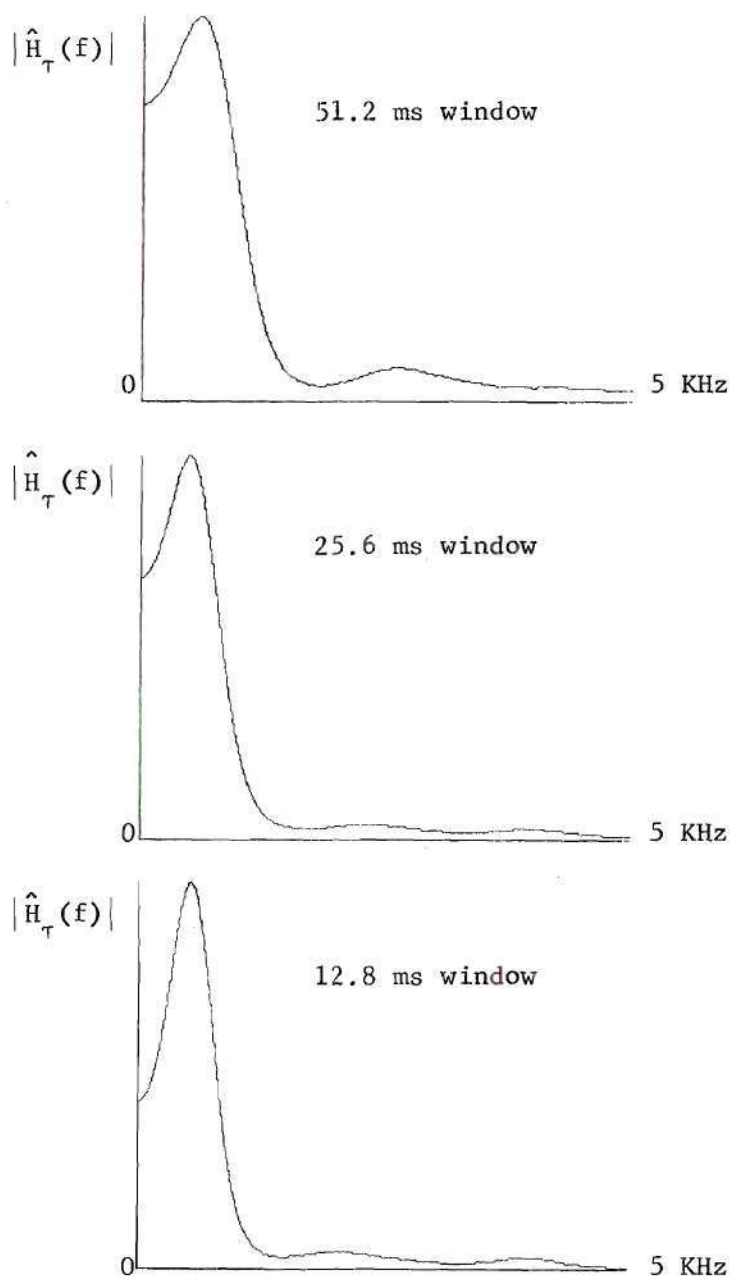 |Ĥ_τ(f)|
51.2 ms window
0
5 KHz
|Ĥ_τ(f)|
25.6 ms window
0
5 KHz
|Ĥ_τ(f)|
12.8 ms window
0
5 KHz